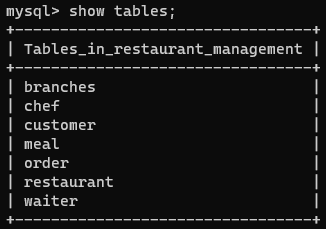 mysql> show tables;
+---------------------------------+
| Tables_in_restaurant_management |
+---------------------------------+
| branches                        |
| chef                            |
| customer                        |
| meal                            |
| order                           |
| restaurant                      |
| waiter                          |
+---------------------------------+